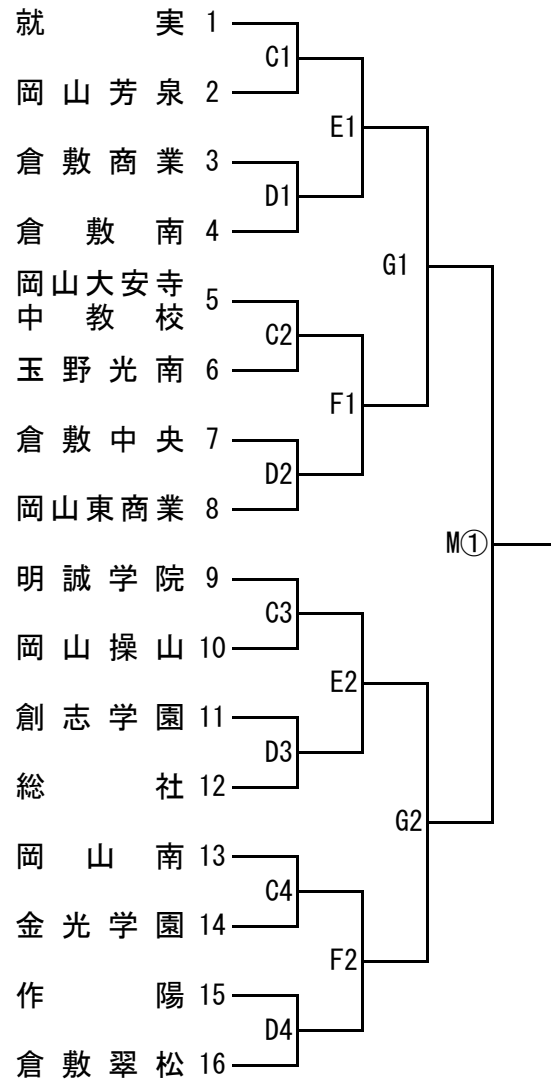 就実 1
C1
岡山芳泉 2
E1
倉敷商業 3
D1
倉敷南 4
G1
岡山大安寺
中教校 5
C2
玉野光南 6
F1
倉敷中央 7
D2
岡山東商業 8
M①
明誠学院 9
C3
岡山操山 10
E2
創志学園 11
D3
総社 12
G2
岡山南 13
C4
金光学園 14
F2
作陽 15
D4
倉敷翠松 16